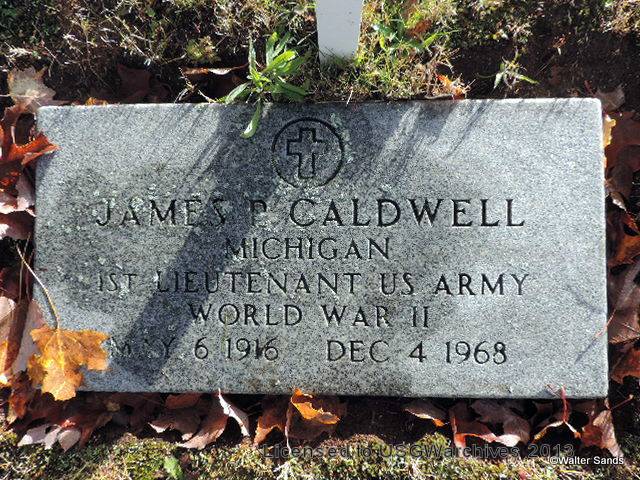 JAMES P CALDWELL
MICHIGAN
1ST LIEUTENANT US ARMY
WORLD WAR II
MAY 6 1916 DEC 4 1968
Licensed to USGWarchives 2013
©Walter Sands